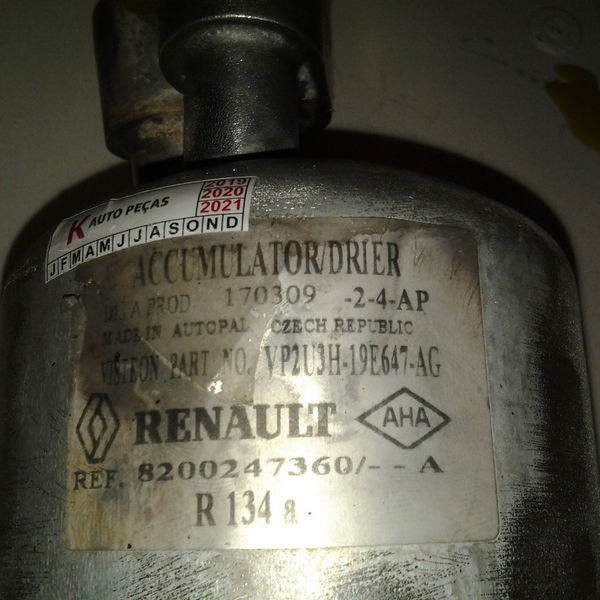 2019
2020
2021
K AUTO PEÇAS
J F M A M J J A S O N D
ACCUMULATOR/DRIER
PROD 170309 -2-4-AP
MADE IN AUTOPAL CZECH REPUBLIC
VISTEON PART NO. VP2U3H-19E647-AG
RENAULT AHA
REF. 8200247360/- - A
R 134 a